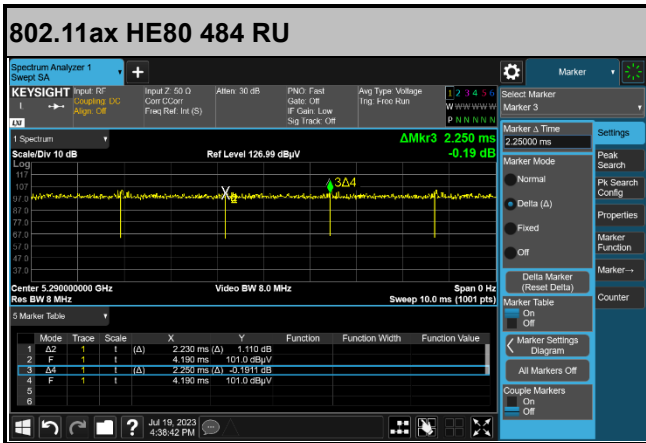 802.11ax HE80 484 RU
Spectrum Analyzer 1
Swept SA
+
Marker
KEYSIGHT
Input: RF
Coupling: DC
Align: Off
Input Z: 50 Ω
Corr CCorr
Freq Ref: Int (S)
Atten: 30 dB
PNO: Fast
Gate: Off
IF Gain: Low
Sig Track: Off
Avg Type: Voltage
Trig: Free Run
1 2 3 4 5 6
W W W W W W
P N N N N N
L
LXI
Select Marker
Marker 3
1 Spectrum
ΔMkr3 2.250 ms
-0.19 dB
Scale/Div 10 dB
Ref Level 126.99 dBµV
Log
117
107
97.0
87.0
77.0
67.0
57.0
47.0
37.0
3Δ4
Center 5.290000000 GHz
Video BW 8.0 MHz
Span 0 Hz
Res BW 8 MHz
Sweep 10.0 ms (1001 pts)
5 Marker Table
Mode Trace Scale X Y Function Function Width Function Value
1 Δ2 1 t (Δ) 2.230 ms (Δ) 1.110 dB
2 F 1 t 4.190 ms 101.0 dBµV
3 Δ4 1 t (Δ) 2.250 ms (Δ) -0.1911 dB
4 F 1 t 4.190 ms 101.0 dBµV
5
6
Marker Δ Time
2.25000 ms
Marker Mode
Normal
Delta (Δ)
Fixed
Off
Delta Marker
(Reset Delta)
Marker Table
On
Off
Marker Settings
Diagram
All Markers Off
Couple Markers
On
Off
Settings
Peak
Search
Pk Search
Config
Properties
Marker
Function
Marker→
Counter
?
Jul 19, 2023
4:38:42 PM